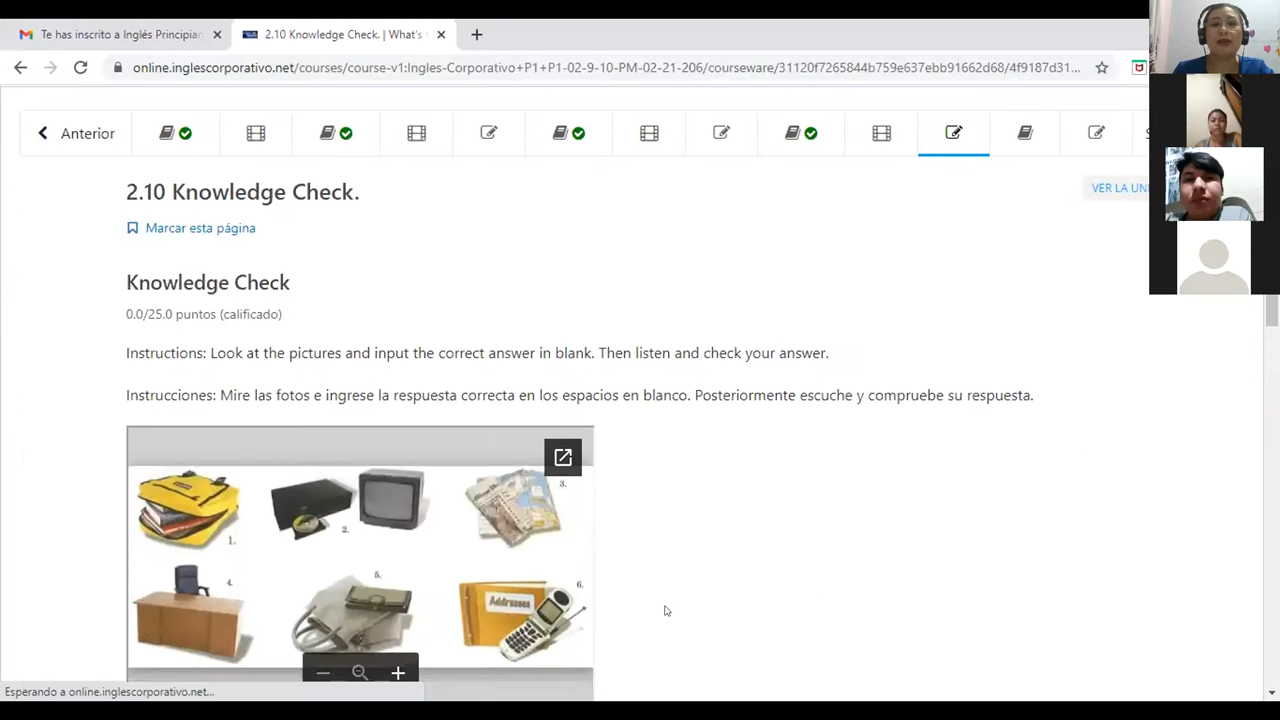 Te has inscrito a Inglés Principian
2.10 Knowledge Check. | What's
online.inglescorporativo.net/courses/course-v1:Ingles-Corporativo+P1+P1-02-9-10-PM-02-21-206/courseware/31120f7265844b759e637ebb91662d68/4f9187d31...
Anterior
2.10 Knowledge Check.
VER LA UN
Marcar esta página
Knowledge Check
0.0/25.0 puntos (calificado)
Instructions: Look at the pictures and input the correct answer in blank. Then listen and check your answer.
Instrucciones: Mire las fotos e ingrese la respuesta correcta en los espacios en blanco. Posteriormente escuche y compruebe su respuesta.
1.
2.
3.
4.
5.
6.
Addresses
Esperando a online.inglescorporativo.net...